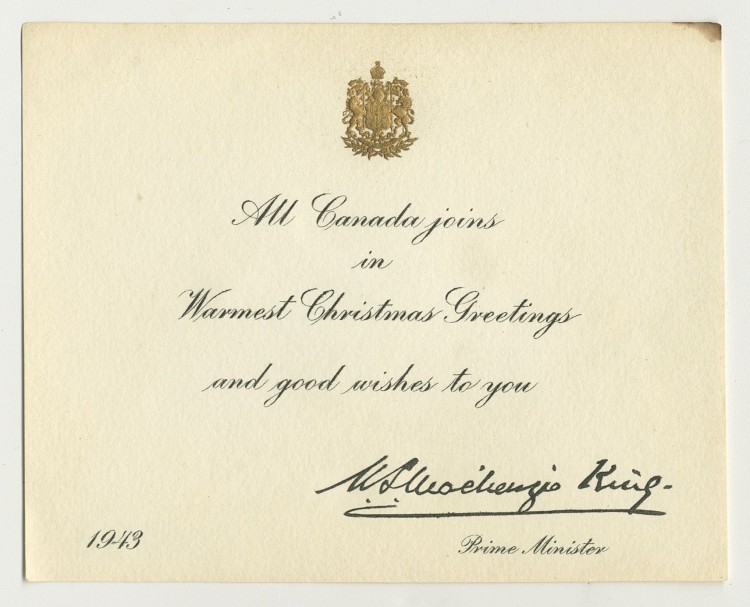 All Canada joins
in
Warmest Christmas Greetings
and good wishes to you
W.L. Mackenzie King.
1943
Prime Minister